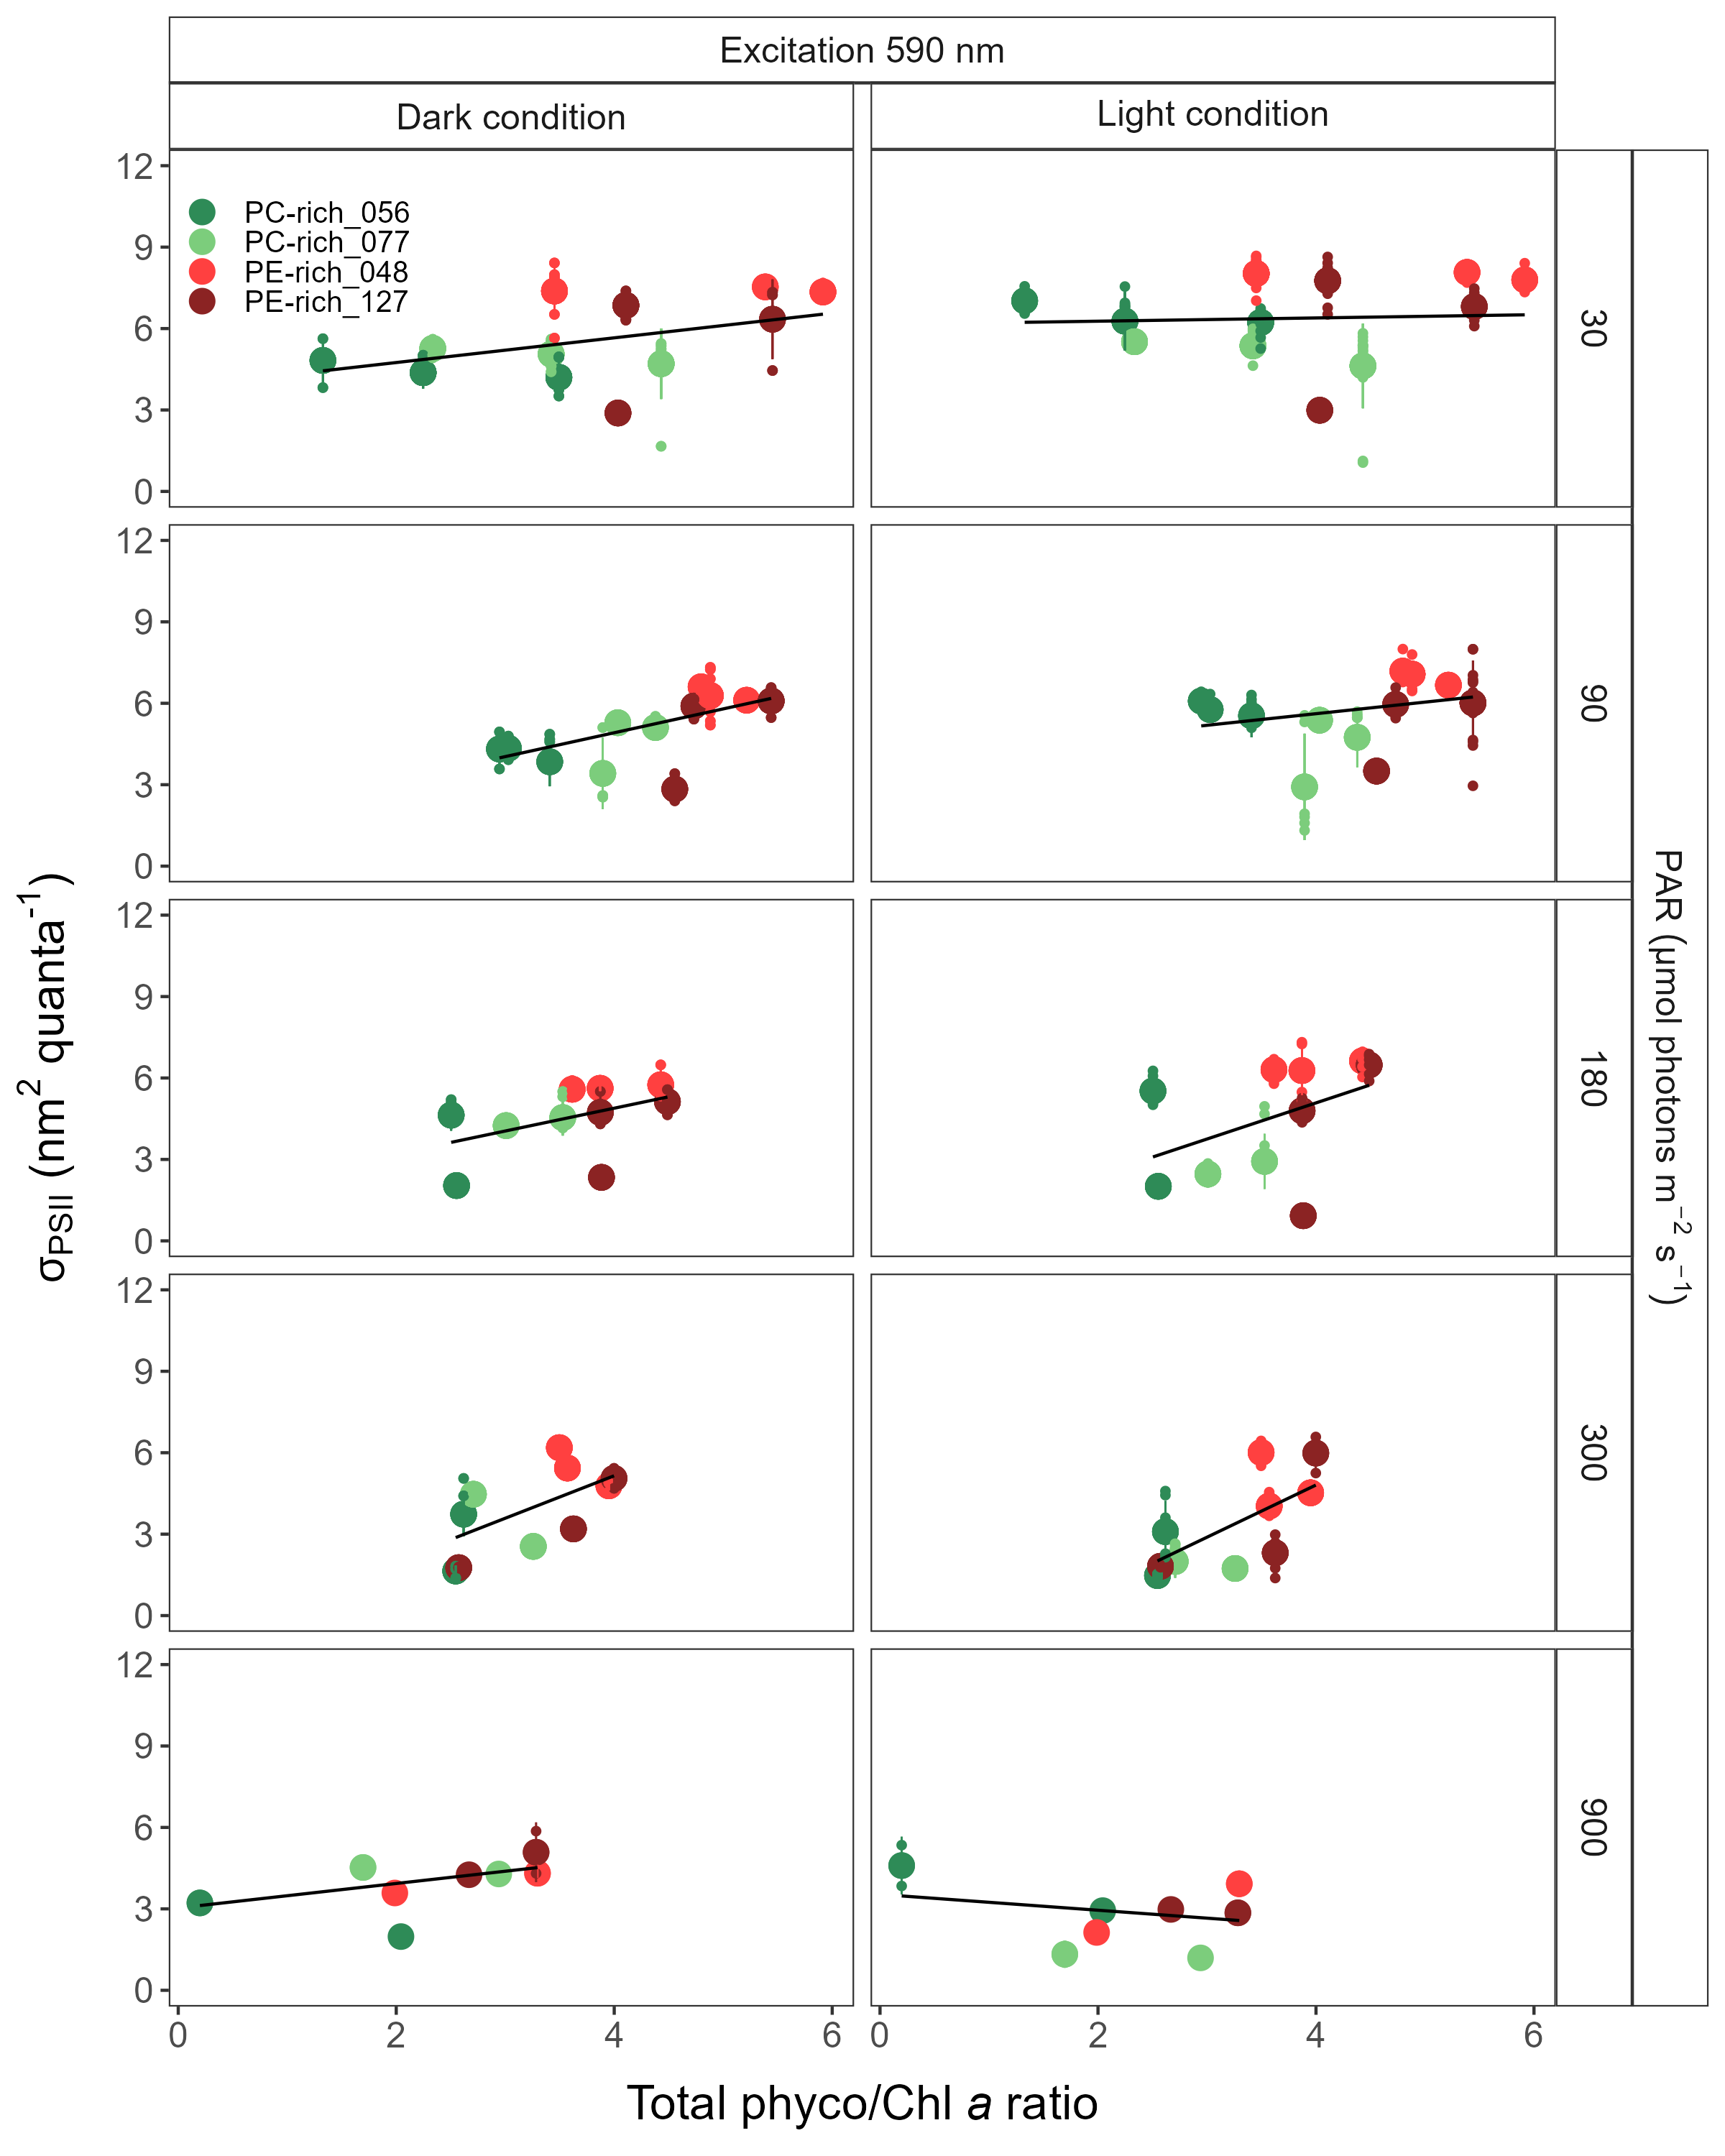 Excitation 590 nm
Dark condition
Light condition
12
9
6
3
0
PC-rich_056
PC-rich_077
PE-rich_048
PE-rich_127
30
12
9
6
3
0
90
12
9
6
3
0
180
12
9
6
3
0
300
12
9
6
3
0
900
σPSII (nm² quanta⁻¹)
PAR (μmol photons m⁻² s⁻¹)
0 2 4 6 0 2 4 6
Total phyco/Chl a ratio